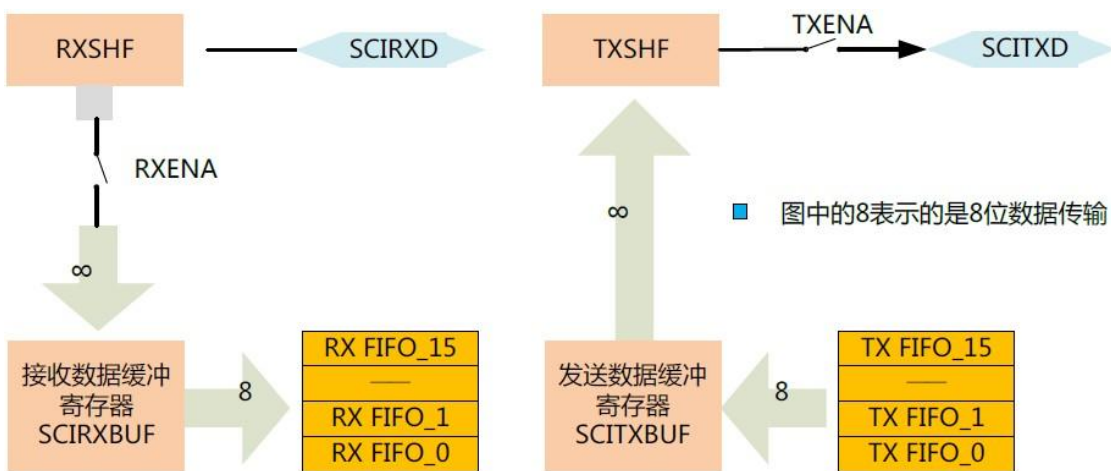 RXSHF
SCIRXD
RXENA
8
接收数据缓冲
寄存器
SCIRXBUF
8
RX FIFO_15
——
RX FIFO_1
RX FIFO_0
TXSHF
TXENA
SCITXD
8
图中的8表示的是8位数据传输
发送数据缓冲
寄存器
SCITXBUF
8
TX FIFO_15
——
TX FIFO_1
TX FIFO_0